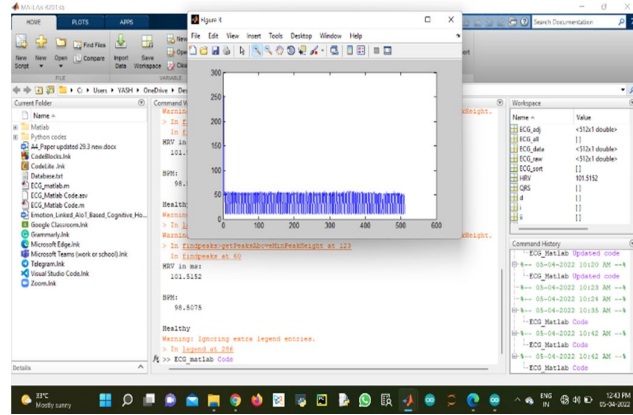 MATLAB
Figure 3
HOME PLOTS APPS
Search Documentation
File Edit View Insert Tools Desktop Window Help
New Script
New
Open
Find Files
Compare
Import Data
Save Workspace
FILE
VARIABLE
C: Users YASH OneDrive
Current Folder
Name
Matlab
Python codes
A4_Paper updated 29.3 new.docx
CodeBlocks.lnk
CodeLite .lnk
Database.txt
ECG_matlab.m
ECG_Matlab Code.asv
ECG_Matlab Code.m
Emotion_Linked_AIoT_Based_Cognitive_Ho...
Google Classroom.lnk
Grammarly.lnk
Microsoft Edge.lnk
Microsoft Teams (work or school).lnk
Telegram.lnk
Visual Studio Code.lnk
Zoom.lnk
Details
300
250
200
150
100
50
0
0 100 200 300 400 500 600
HRV in
101.
BPM:
98.
Health
Warnin
> In findpeaks>getPeaksAboveMinPeakHeight at 123
In findpeaks at 60
HRV in ms:
101.5152
BPM:
98.5075
Healthy
Warning: Ignoring extra legend entries.
> In legend at 286
>> ECG_matlab Code
Workspace
Name Value
ECG_adj <512x1 double>
ECG_all []
ECG_data <512x1 double>
ECG_raw <512x1 double>
ECG_sort []
HRV 101.5152
QRS []
d []
i []
ii []
Command History
ECG_Matlab Updated code
%-- 05-04-2022 10:20 AM --%
ECG_Matlab Updated code
%-- 05-04-2022 10:23 AM --%
%-- 05-04-2022 10:24 AM --%
%-- 05-04-2022 10:35 AM --%
ECG_Matlab Code
%-- 05-04-2022 10:42 AM --%
ECG_Matlab Code
%-- 05-04-2022 10:42 AM --%
ECG_Matlab Code
33°C
Mostly sunny
ENG
IN
12:43 PM
05-04-2022